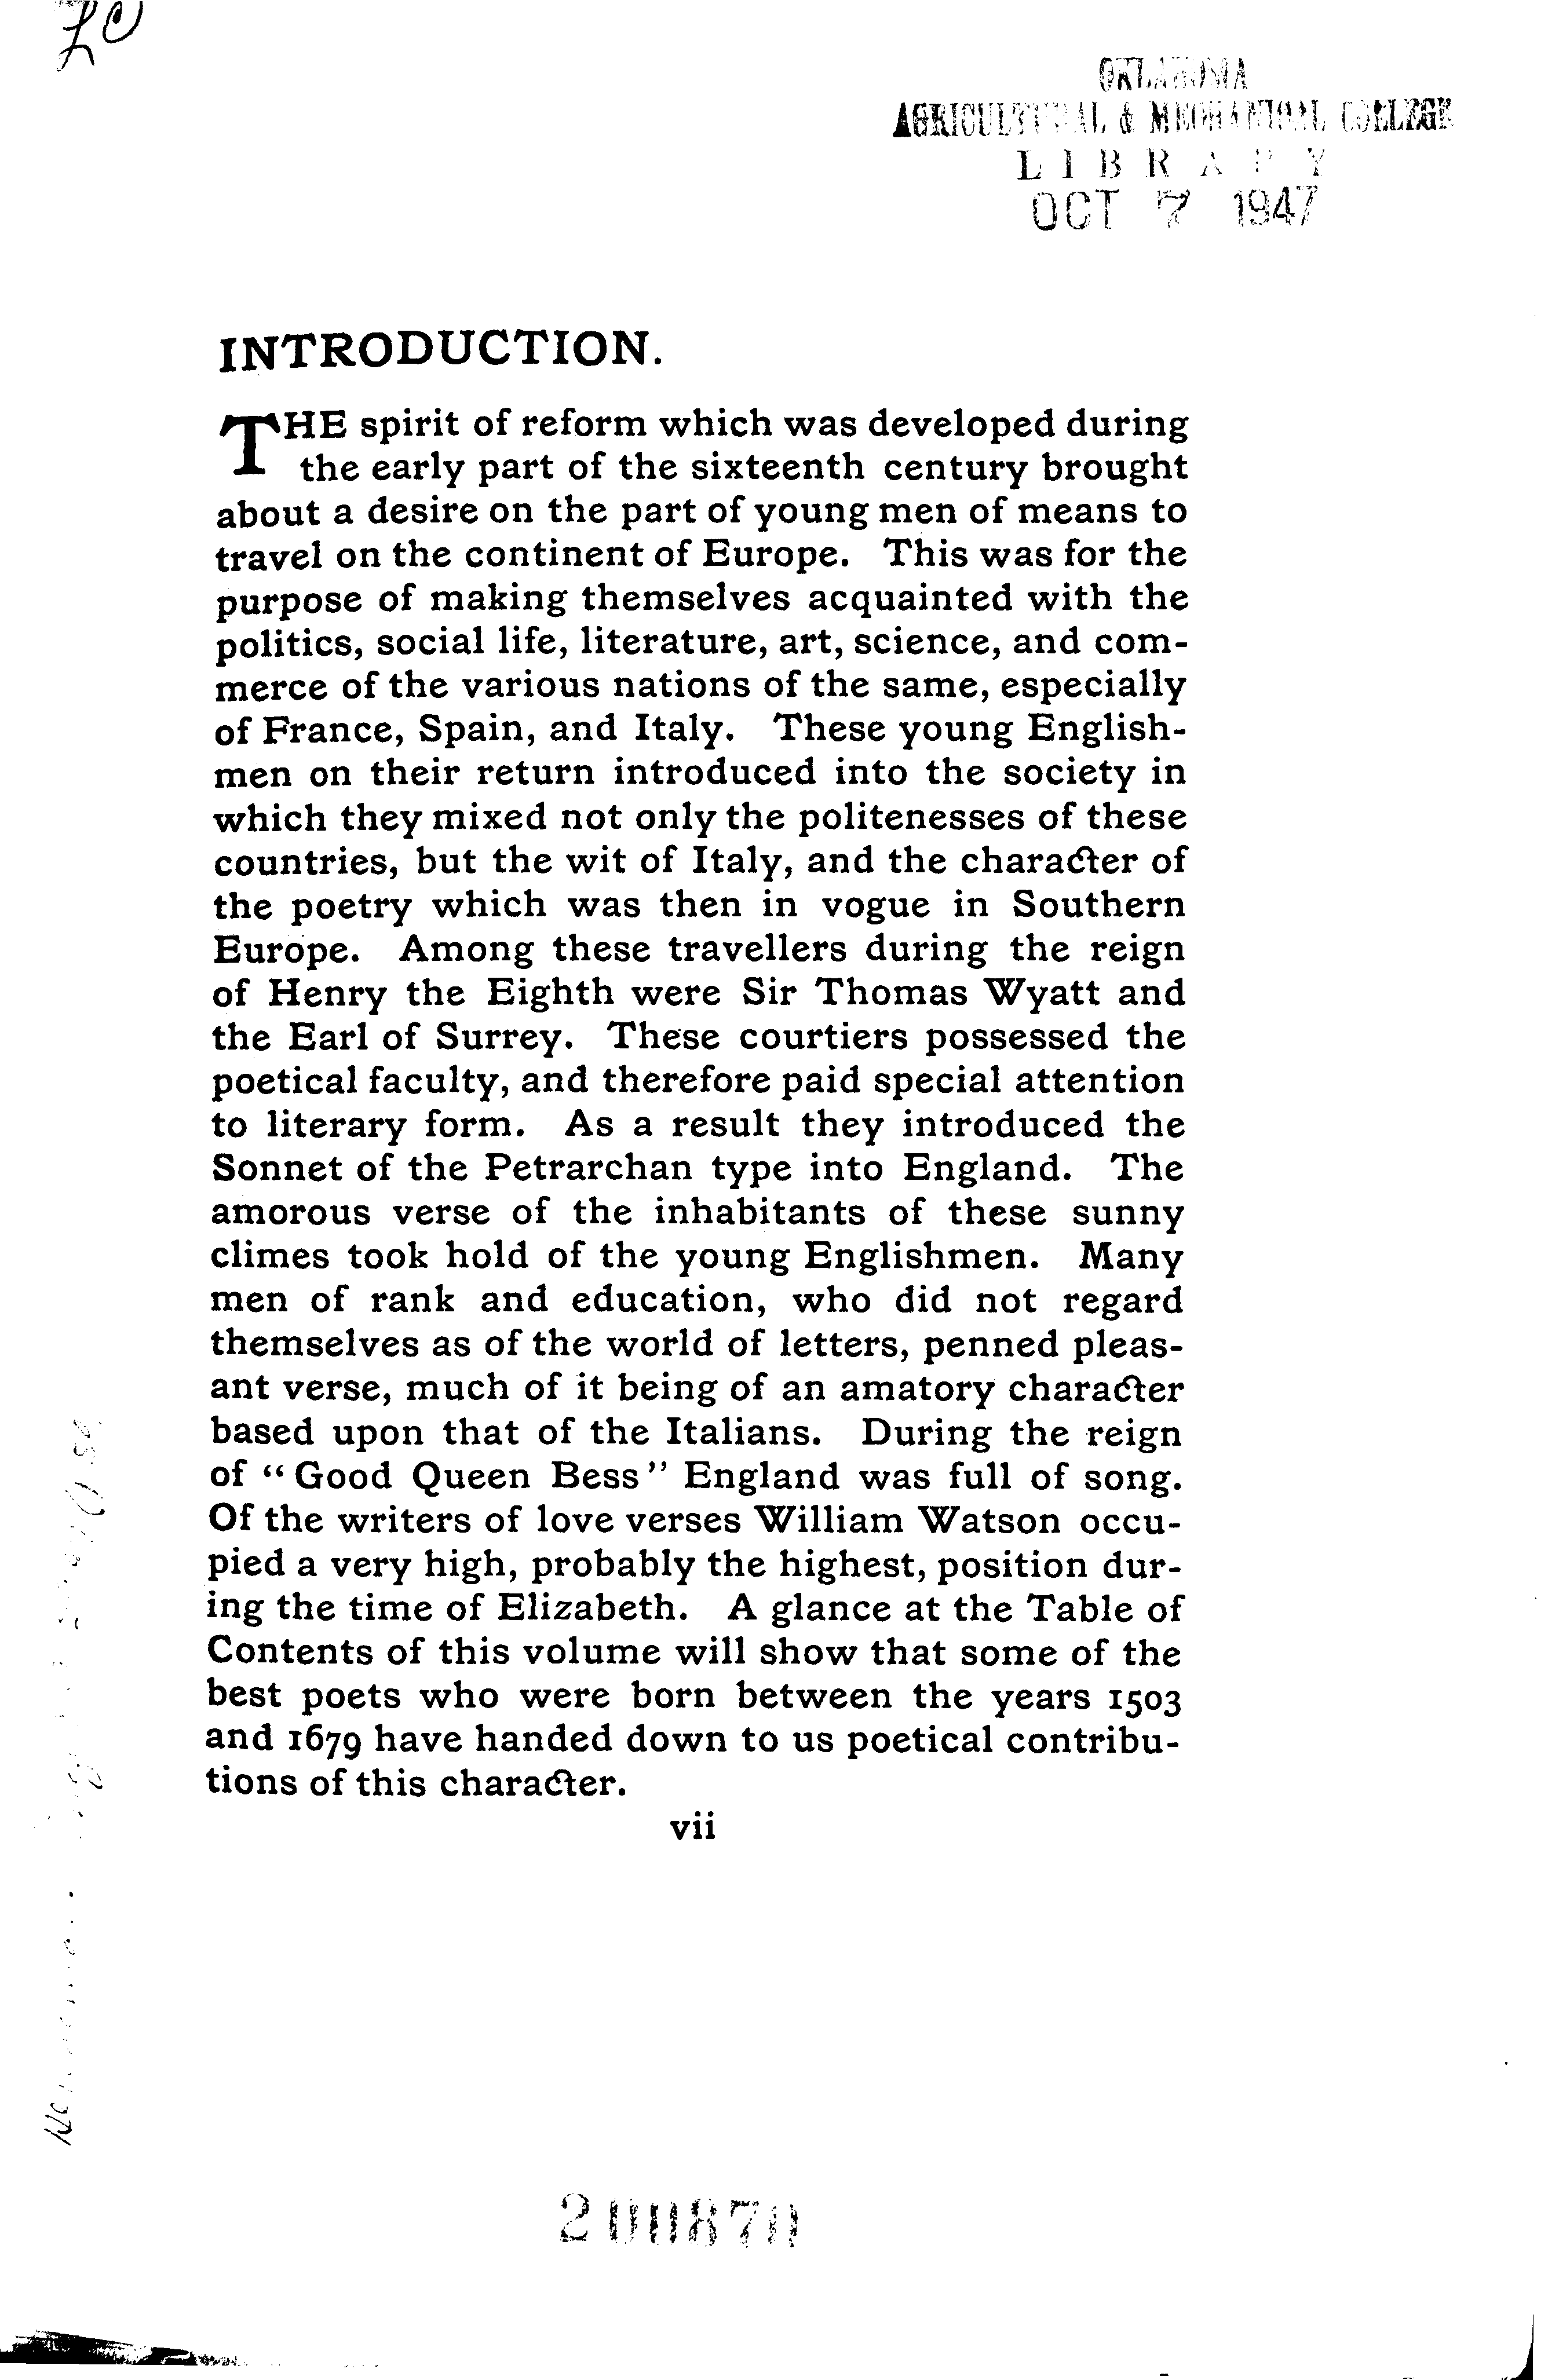 LC
OKLAHOMA
AGRICULTURAL & MECHANICAL COLLEGE
LIBRARY
OCT 7 1947
INTRODUCTION.
THE spirit of reform which was developed during
the early part of the sixteenth century brought
about a desire on the part of young men of means to
travel on the continent of Europe. This was for the
purpose of making themselves acquainted with the
politics, social life, literature, art, science, and com-
merce of the various nations of the same, especially
of France, Spain, and Italy. These young English-
men on their return introduced into the society in
which they mixed not only the politenesses of these
countries, but the wit of Italy, and the character of
the poetry which was then in vogue in Southern
Europe. Among these travellers during the reign
of Henry the Eighth were Sir Thomas Wyatt and
the Earl of Surrey. These courtiers possessed the
poetical faculty, and therefore paid special attention
to literary form. As a result they introduced the
Sonnet of the Petrarchan type into England. The
amorous verse of the inhabitants of these sunny
climes took hold of the young Englishmen. Many
men of rank and education, who did not regard
themselves as of the world of letters, penned pleas-
ant verse, much of it being of an amatory character
based upon that of the Italians. During the reign
of “Good Queen Bess” England was full of song.
Of the writers of love verses William Watson occu-
pied a very high, probably the highest, position dur-
ing the time of Elizabeth. A glance at the Table of
Contents of this volume will show that some of the
best poets who were born between the years 1503
and 1679 have handed down to us poetical contribu-
tions of this character.
vii
200870